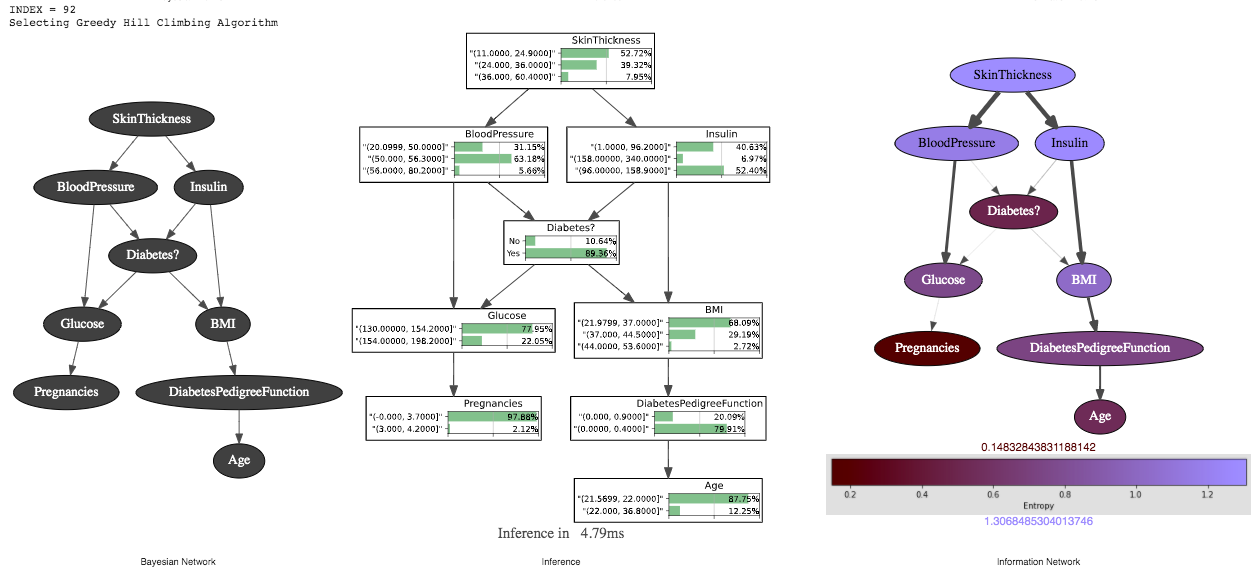 INDEX = 92
Selecting Greedy Hill Climbing Algorithm
SkinThickness
BloodPressure
Insulin
Diabetes?
Glucose
BMI
Pregnancies
DiabetesPedigreeFunction
Age
Bayesian Network
SkinThickness
"(11.0000, 24.9000]" 52.72%
"(24.000, 36.0000]" 39.32%
"(36.000, 60.4000]" 7.95%
BloodPressure
"(20.0999, 50.0000]" 31.15%
"(50.000, 56.3000]" 63.18%
"(56.0000, 80.2000]" 5.66%
Insulin
"(1.0000, 96.2000]" 40.63%
"(158.00000, 340.0000]" 6.97%
"(96.0000, 158.9000]" 52.40%
Diabetes?
No 10.64%
Yes 89.36%
Glucose
"(130.00000, 154.2000]" 77.95%
"(154.00000, 198.2000]" 22.05%
BMI
"(21.9799, 37.0000]" 68.09%
"(37.000, 44.5000]" 29.19%
"(44.0000, 53.6000]" 2.72%
Pregnancies
"(-0.000, 3.7000]" 97.88%
"(3.000, 4.2000]" 2.12%
DiabetesPedigreeFunction
"(0.000, 0.9000]" 20.09%
"(0.0000, 0.4000]" 79.91%
Age
"(21.5699, 22.0000]" 87.75%
"(22.000, 36.8000]" 12.25%
Inference in 4.79ms
Inference
SkinThickness
BloodPressure
Insulin
Diabetes?
Glucose
BMI
Pregnancies
DiabetesPedigreeFunction
Age
0.14832843831188142
0.2 0.4 0.6 0.8 1.0 1.2
Entropy
1.3068485304013746
Information Network